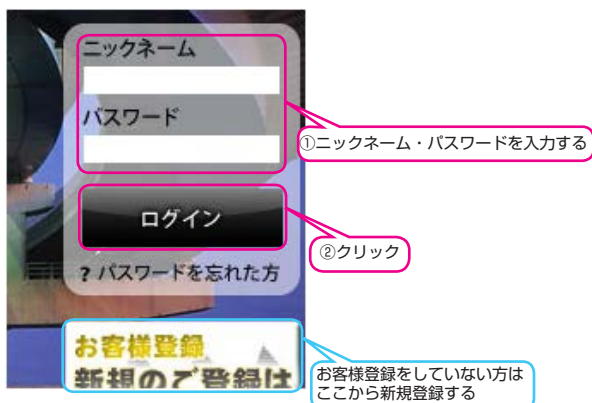 ニックネーム
パスワード
①ニックネーム・パスワードを入力する
ログイン
②クリック
? パスワードを忘れた方
お客様登録
新規のご登録は
お客様登録をしていない方は
ここから新規登録する